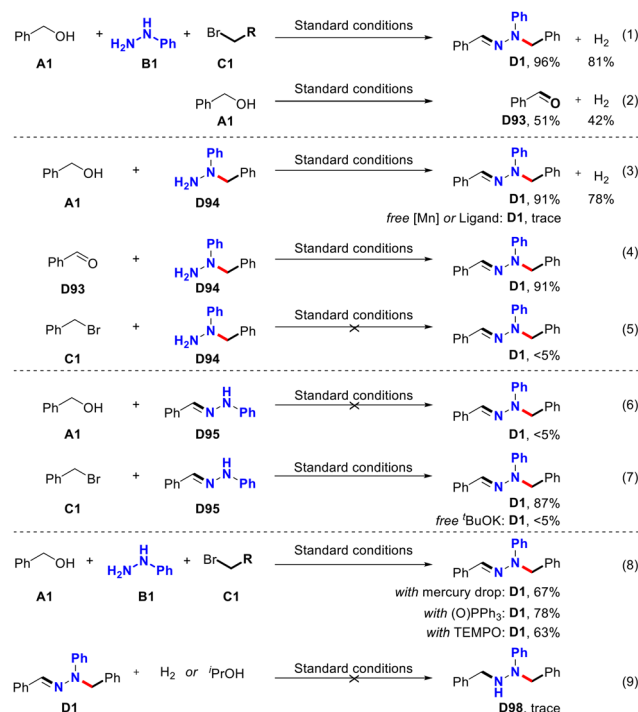 Ph OH + H₂N N H Ph + Br R Standard conditions Ph N N Ph Ph + H₂ (1)
A1 B1 C1 D1, 96% 81%
Ph OH Standard conditions Ph O + H₂ (2)
A1 D93, 51% 42%
Ph OH + H₂N N Ph Ph Standard conditions Ph N N Ph Ph + H₂ (3)
A1 D94 D1, 91% 78%
free [Mn] or Ligand: D1, trace
Ph O + H₂N N Ph Ph Standard conditions Ph N N Ph Ph (4)
D93 D94 D1, 91%
Ph Br + H₂N N Ph Ph Standard conditions Ph N N Ph Ph (5)
C1 D94 D1, <5%
Ph OH + Ph N N H Ph Standard conditions Ph N N Ph Ph (6)
A1 D95 D1, <5%
Ph Br + Ph N N H Ph Standard conditions Ph N N Ph Ph (7)
C1 D95 D1, 87%
free ᵗBuOK: D1, <5%
Ph OH + H₂N N H Ph + Br R Standard conditions Ph N N Ph Ph (8)
A1 B1 C1 with mercury drop: D1, 67%
with (O)PPh₃: D1, 78%
with TEMPO: D1, 63%
Ph N N Ph Ph + H₂ or ⁱPrOH Standard conditions Ph N H N Ph Ph (9)
D1 D98, trace